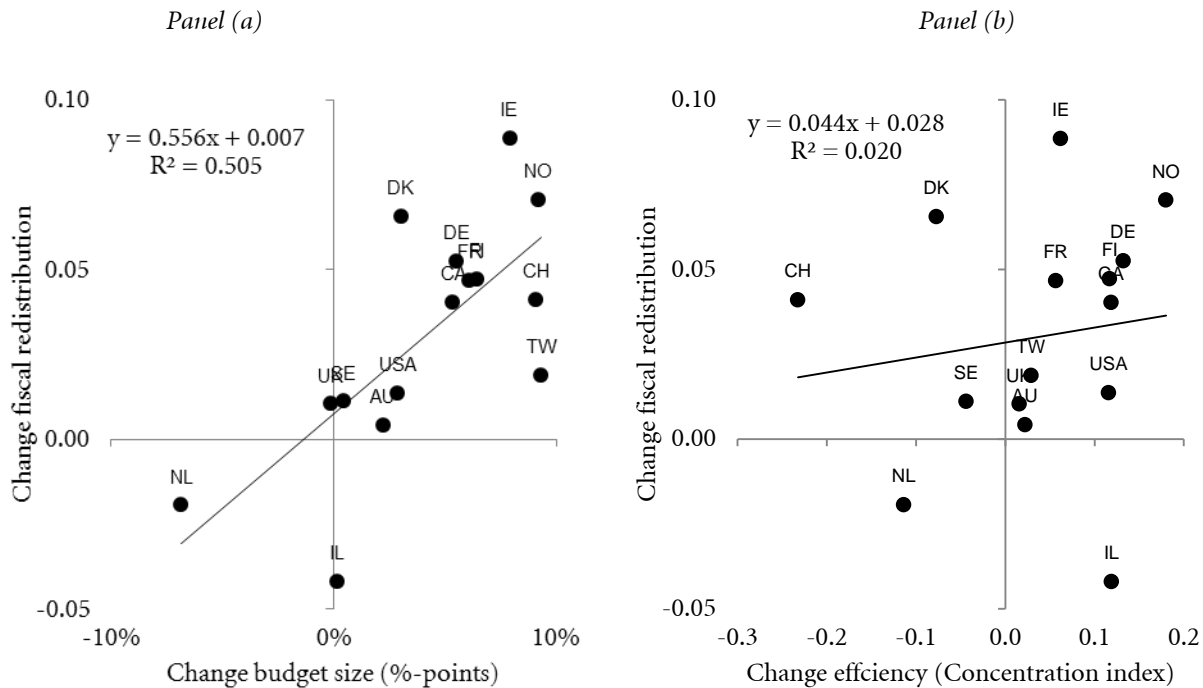 Panel (a)
0.10
y = 0.556x + 0.007
R² = 0.505
IE
NO
DK
DE
FR
FI
0.05
CA
CH
TW
USA
UK
SE
AU
0.00
NL
IL
-0.05
-10%
0%
10%
Change fiscal redistribution
Change budget size (%-points)
Panel (b)
0.10
y = 0.044x + 0.028
R² = 0.020
IE
NO
DK
DE
FR
FI
CA
0.05
CH
TW
USA
SE
UK
AU
0.00
NL
IL
-0.05
-0.3
-0.2
-0.1
0.0
0.1
0.2
Change fiscal redistribution
Change effciency (Concentration index)